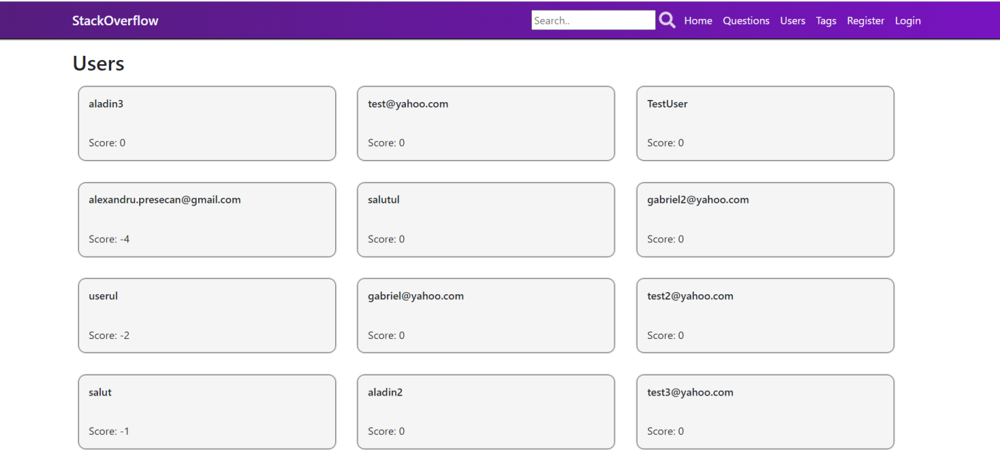 StackOverflow Search.. Home Questions Users Tags Register Login
Users
aladin3 test@yahoo.com TestUser
Score: 0 Score: 0 Score: 0
alexandru.presecan@gmail.com salutul gabriel2@yahoo.com
Score: -4 Score: 0 Score: 0
userul gabriel@yahoo.com test2@yahoo.com
Score: -2 Score: 0 Score: 0
salut aladin2 test3@yahoo.com
Score: -1 Score: 0 Score: 0